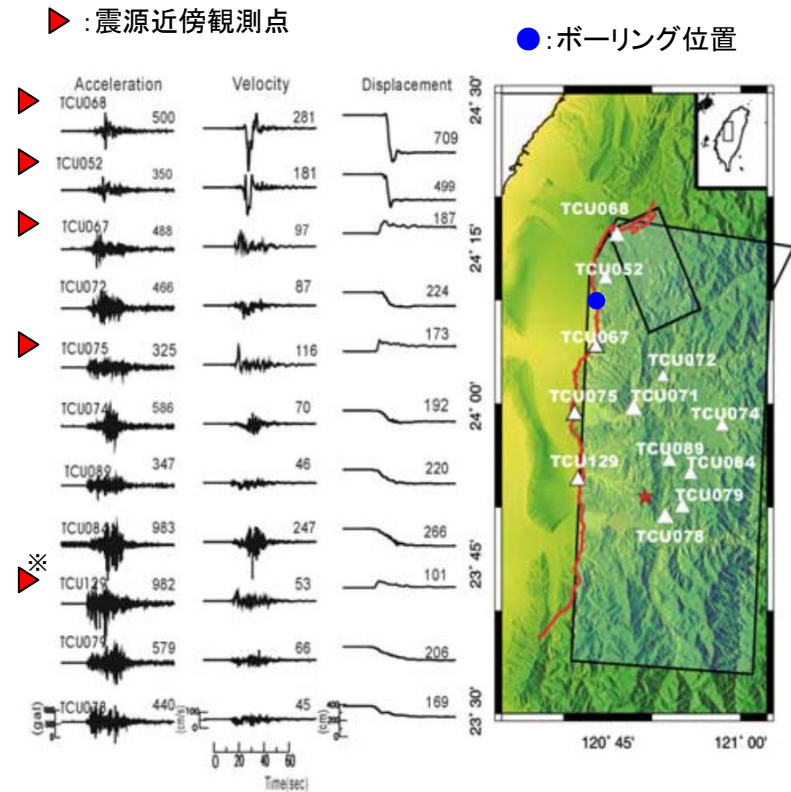 :震源近傍観測点
●:ボーリング位置
Acceleration Velocity Displacement
TCU068 500 281 709
TCU052 350 181 499
TCU067 488 97 187
TCU072 466 87 224
TCU075 325 116 173
TCU074 586 70 192
TCU089 347 46 220
TCU084 983 247 266
※
TCU129 982 53 101
TCU079 579 66 206
TCU078 440 45 169
(gal) (cm/s) (cm)
100
0
400
200
0
0 20 40 60
Time(sec)
24° 30'
24° 15'
24° 00'
23° 45'
23° 30'
120° 45' 121° 00'
TCU068
TCU052
TCU067
TCU072
TCU075
TCU071
TCU074
TCU089
TCU084
TCU129
TCU079
TCU078